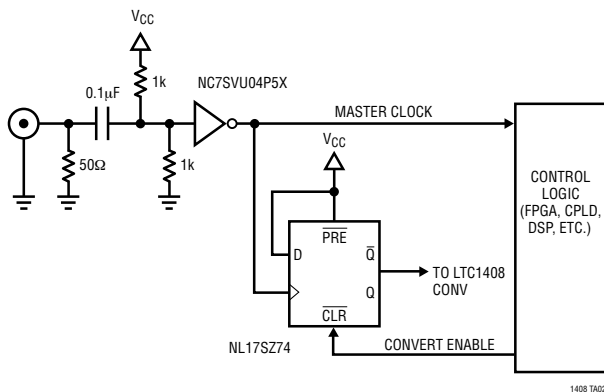 VCC
1k
NC7SVU04P5X
0.1µF
MASTER CLOCK
50Ω
1k
VCC
CONTROL
LOGIC
(FPGA, CPLD,
DSP, ETC.)
PRE
D
Q
Q
CLR
TO LTC1408
CONV
NL17SZ74
CONVERT ENABLE
1408 TA02